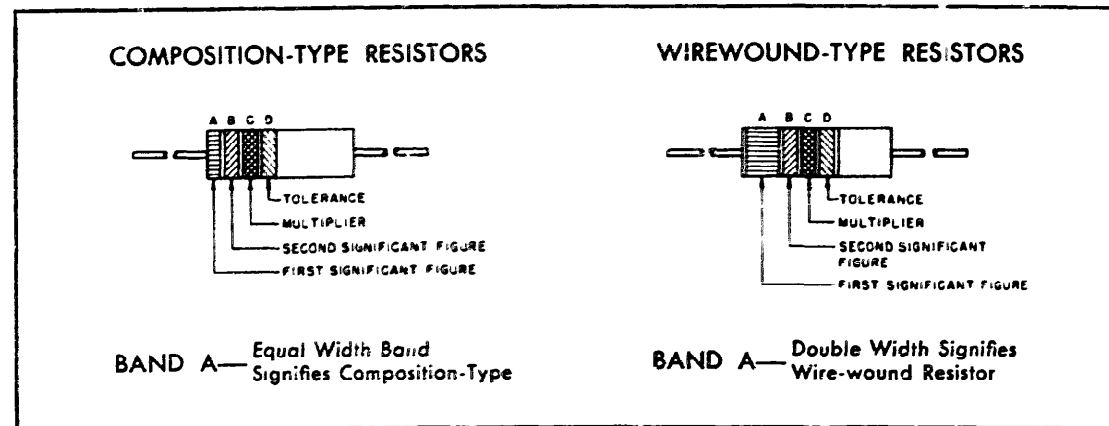 COMPOSITION-TYPE RESISTORS
A B C D
TOLERANCE
MULTIPLIER
SECOND SIGNIFICANT FIGURE
FIRST SIGNIFICANT FIGURE
BAND A— Equal Width Band
Signifies Composition-Type
WIREWOUND-TYPE RESISTORS
A B C D
TOLERANCE
MULTIPLIER
SECOND SIGNIFICANT
FIGURE
FIRST SIGNIFICANT FIGURE
BAND A— Double Width Signifies
Wire-wound Resistor